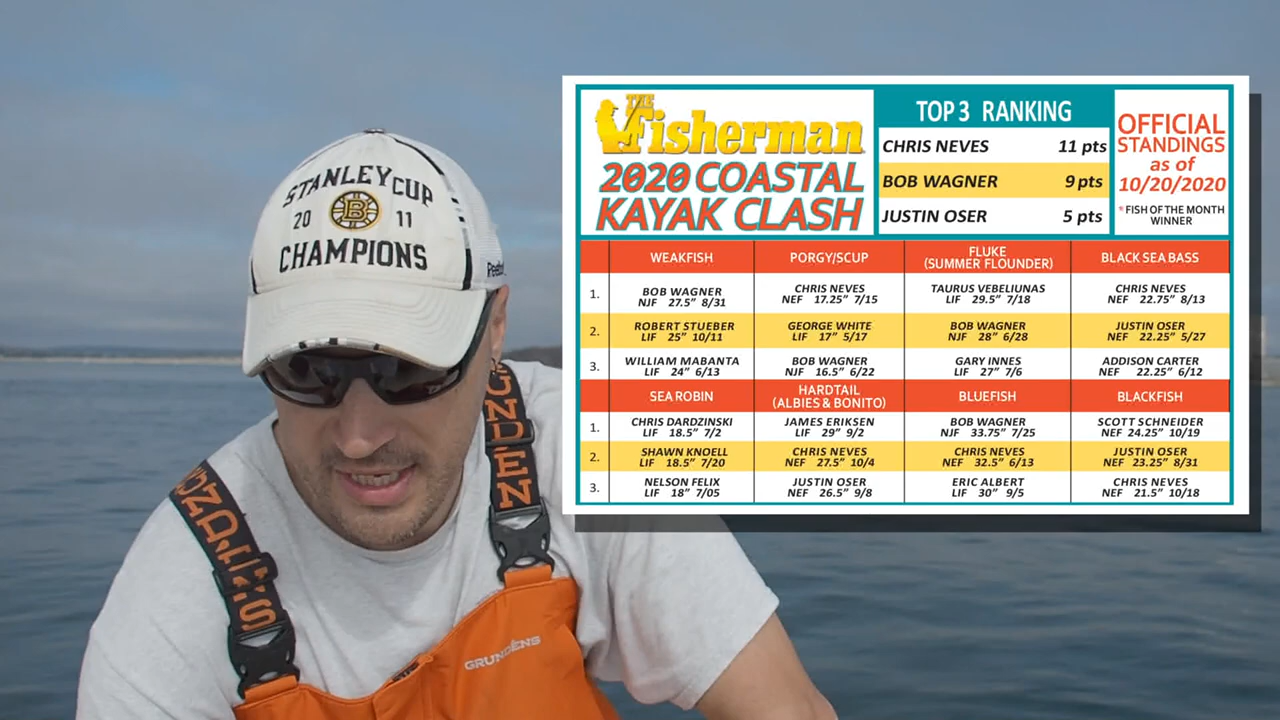 STANLEY CUP
20 11
B
CHAMPIONS
Reebok
GRUNDÉNS
THE
Fisherman
2020 COASTAL
KAYAK CLASH
TOP 3 RANKING
CHRIS NEVES 11 pts
BOB WAGNER 9 pts
JUSTIN OSER 5 pts
OFFICIAL
STANDINGS
as of
10/20/2020
* FISH OF THE MONTH
WINNER
WEAKFISH
PORGY/SCUP
FLUKE
(SUMMER FLOUNDER)
BLACK SEA BASS
1.
BOB WAGNER
NJF 27.5" 8/31
CHRIS NEVES
NEF 17.25" 7/15
TAURUS VEBELIUNAS
LIF 29.5" 7/18
CHRIS NEVES
NEF 22.75" 8/13
2.
ROBERT STUEBER
LIF 25" 10/11
GEORGE WHITE
LIF 17" 5/17
BOB WAGNER
NJF 28" 6/28
JUSTIN OSER
NEF 22.25" 5/27
3.
WILLIAM MABANTA
LIF 24" 6/13
BOB WAGNER
NJF 16.5" 6/22
GARY INNES
LIF 27" 7/6
ADDISON CARTER
NEF 22.25" 6/12
SEA ROBIN
HARDTAIL
(ALBIES & BONITO)
BLUEFISH
BLACKFISH
1.
CHRIS DARDZINSKI
LIF 18.5" 7/2
JAMES ERIKSEN
LIF 29" 9/2
BOB WAGNER
NJF 33.75" 7/25
SCOTT SCHNEIDER
NEF 24.25" 10/19
2.
SHAWN KNOELL
LIF 18.5" 7/20
CHRIS NEVES
NEF 27.5" 10/4
CHRIS NEVES
NEF 32.5" 6/13
JUSTIN OSER
NEF 23.25" 8/31
3.
NELSON FELIX
LIF 18" 7/05
JUSTIN OSER
NEF 26.5" 9/8
ERIC ALBERT
LIF 30" 9/5
CHRIS NEVES
NEF 21.5" 10/18